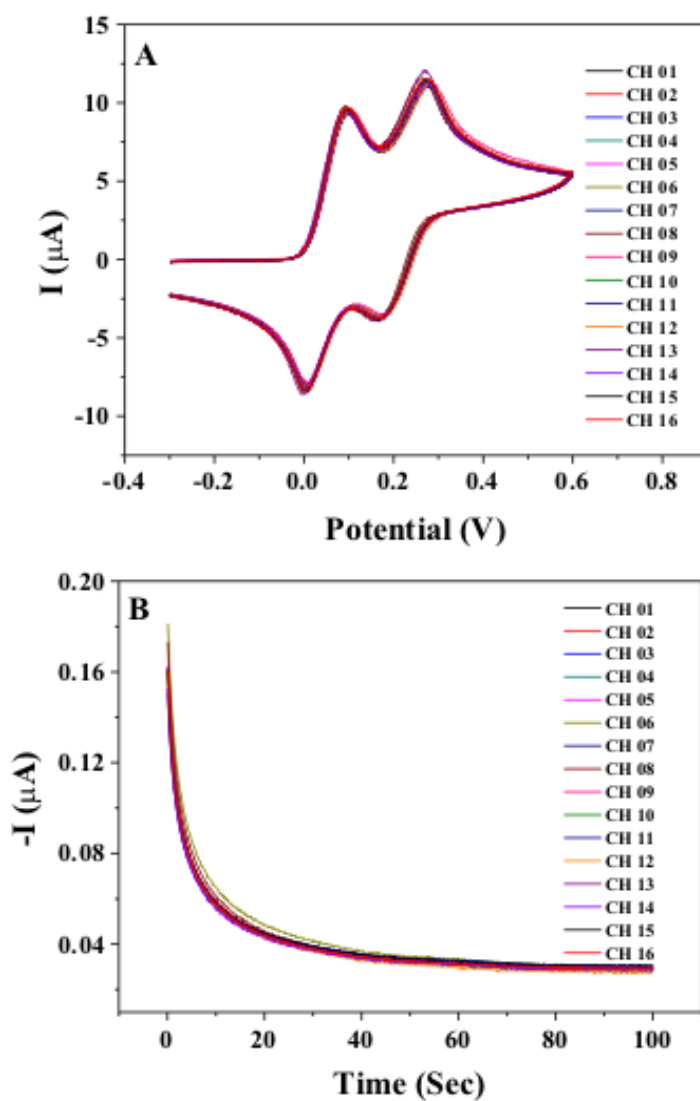 A
15
10
5
0
-5
-10
I (μA)
-0.4 -0.2 0.0 0.2 0.4 0.6 0.8
Potential (V)
CH 01
CH 02
CH 03
CH 04
CH 05
CH 06
CH 07
CH 08
CH 09
CH 10
CH 11
CH 12
CH 13
CH 14
CH 15
CH 16
B
0.20
0.16
0.12
0.08
0.04
-I (μA)
0 20 40 60 80 100
Time (Sec)
CH 01
CH 02
CH 03
CH 04
CH 05
CH 06
CH 07
CH 08
CH 09
CH 10
CH 11
CH 12
CH 13
CH 14
CH 15
CH 16